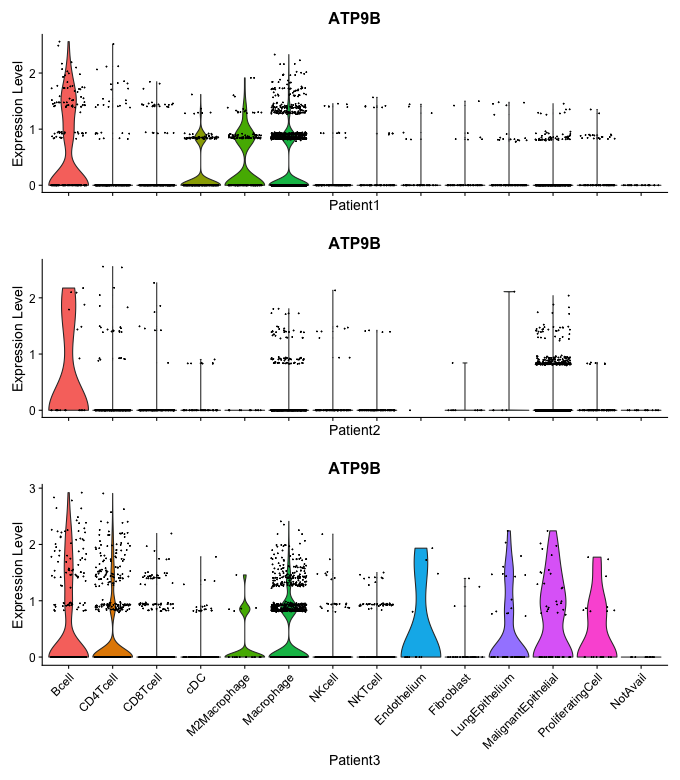 ATP9B
Expression Level
2
1
0
Patient1
ATP9B
Expression Level
2
1
0
Patient2
ATP9B
Expression Level
3
2
1
0
Bcell
CD4Tcell
CD8Tcell
cDC
M2Macrophage
Macrophage
NKcell
NKTcell
Endothelium
Fibroblast
LungEpithelium
MalignantEpithelial
ProliferatingCell
NotAvail
Patient3